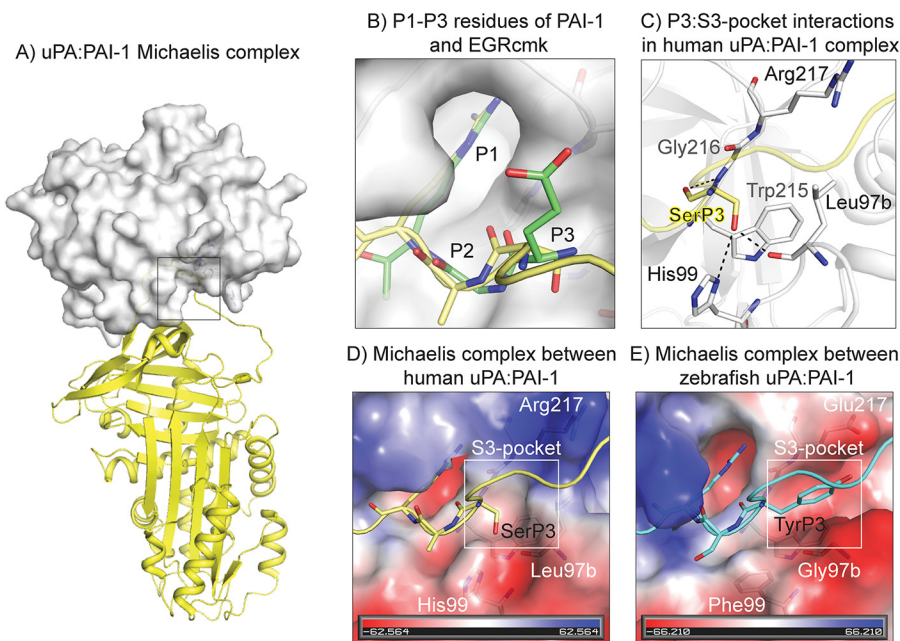 A) uPA:PAI-1 Michaelis complex
B) P1-P3 residues of PAI-1
and EGRcmk
P1
P2
P3
C) P3:S3-pocket interactions
in human uPA:PAI-1 complex
Arg217
Gly216
Trp215
Leu97b
SerP3
His99
D) Michaelis complex between
human uPA:PAI-1
Arg217
S3-pocket
SerP3
Leu97b
His99
-62.564
62.564
E) Michaelis complex between
zebrafish uPA:PAI-1
Glu217
S3-pocket
TyrP3
Gly97b
Phe99
-66.210
66.210